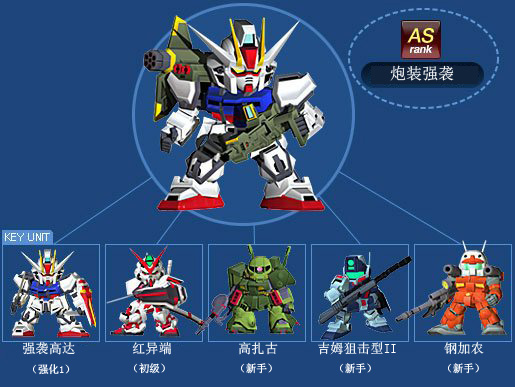 AS
rank
炮装强袭
KEY UNIT
强袭高达
(强化1)
红异端
(初级)
高扎古
(新手)
吉姆狙击型II
(新手)
钢加农
(新手)